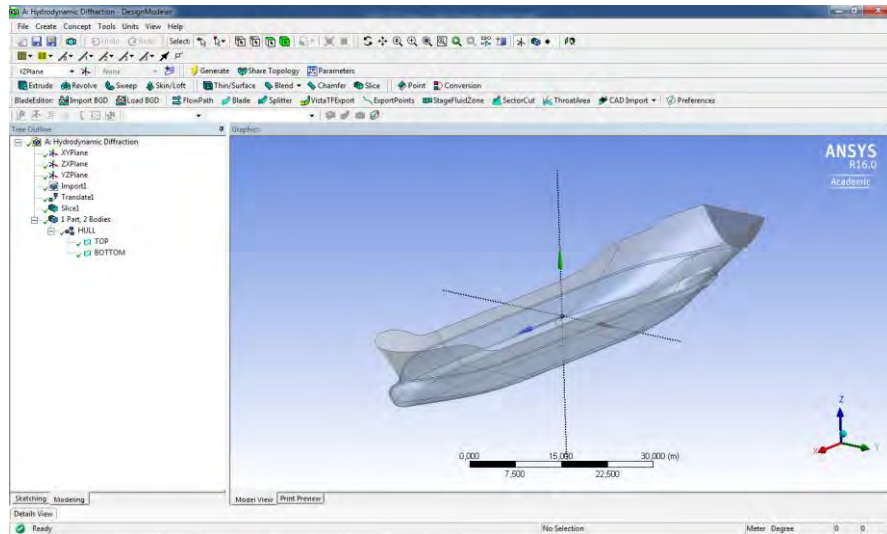 A: Hydrodynamic Diffraction - DesignModeler
File Create Concept Tools Units View Help
Undo Redo Select:
YZPlane None Generate Share Topology Parameters
Extrude Revolve Sweep Skin/Loft Thin/Surface Blend Chamfer Slice Point Conversion
BladeEditor: Import BGD Load BGD FlowPath Blade Splitter VistaTFExport ExportPoints StageFluidZone SectorCut ThroatArea CAD Import Preferences
Tree Outline
Graphics
A: Hydrodynamic Diffraction
XYPlane
ZXPlane
YZPlane
Import1
Translate1
Slice1
1 Part, 2 Bodies
HULL
TOP
BOTTOM
ANSYS
R16.0
Academic
Z
X
Y
0,000 15,000 30,000 (m)
7,500 22,500
Sketching Modeling
Model View Print Preview
Details View
Ready No Selection Meter Degree 0 0